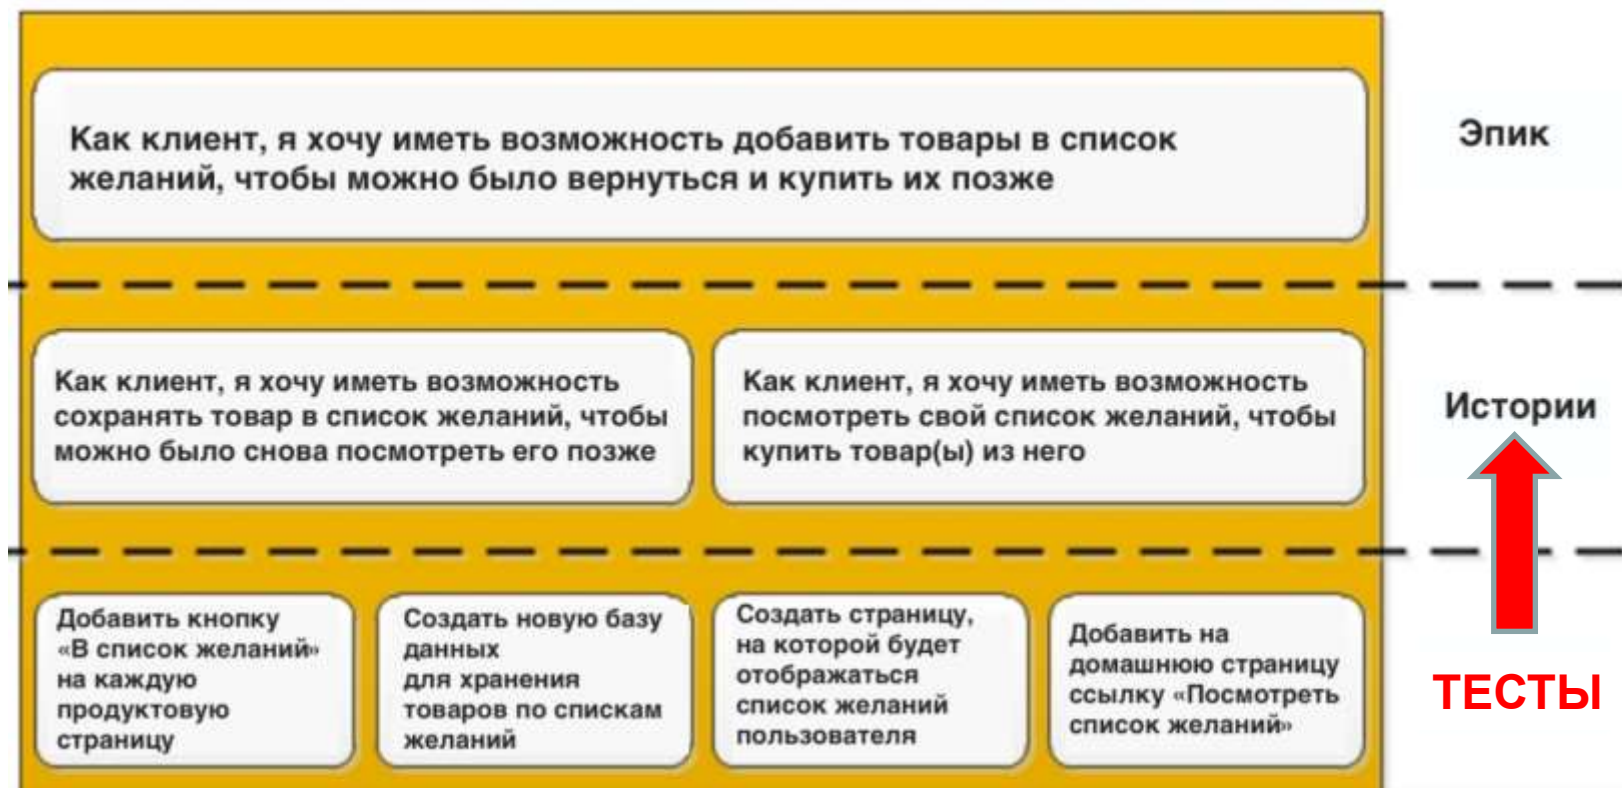 Как клиент, я хочу иметь возможность добавить товары в список
желаний, чтобы можно было вернуться и купить их позже
Эпик
Как клиент, я хочу иметь возможность
сохранять товар в список желаний, чтобы
можно было снова посмотреть его позже
Как клиент, я хочу иметь возможность
посмотреть свой список желаний, чтобы
купить товар(ы) из него
Истории
Добавить кнопку
«В список желаний»
на каждую
продуктовую
страницу
Создать новую базу
данных
для хранения
товаров по спискам
желаний
Создать страницу,
на которой будет
отображаться
список желаний
пользователя
Добавить на
домашнюю страницу
ссылку «Посмотреть
список желаний»
ТЕСТЫ